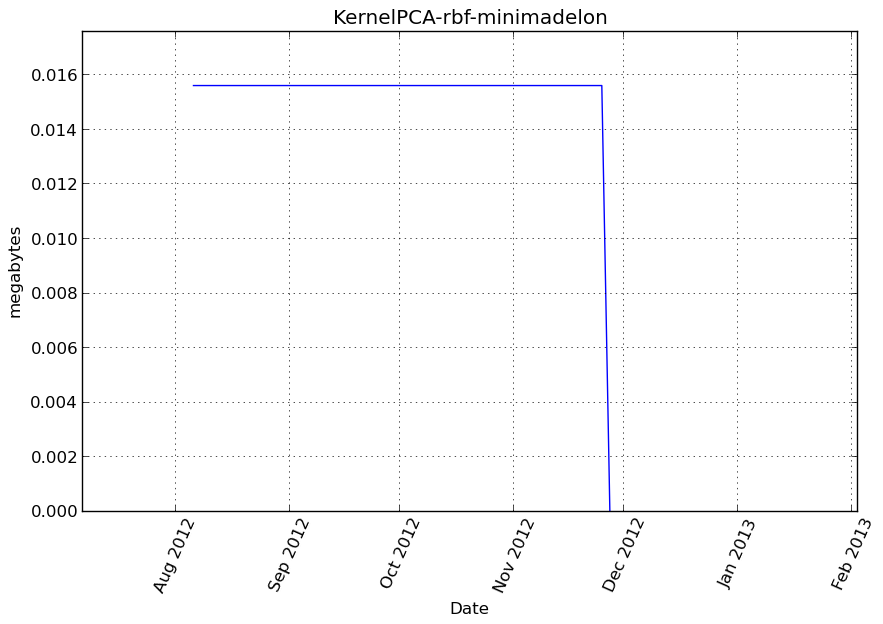 KernelPCA-rbf-minimadelon
0.016
0.014
0.012
0.010
0.008
0.006
0.004
0.002
0.000
megabytes
Aug 2012
Sep 2012
Oct 2012
Nov 2012
Dec 2012
Jan 2013
Feb 2013
Date